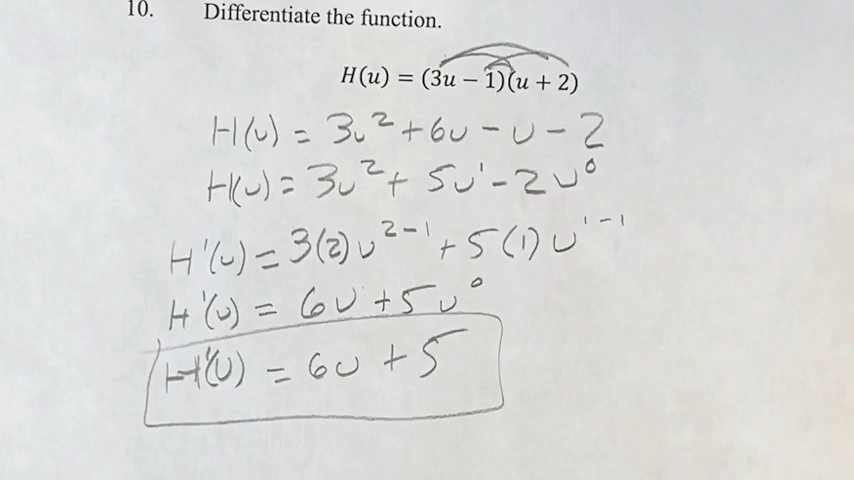 10. Differentiate the function.
H(u) = (3u − 1)(u + 2)
H(u) = 3u² + 6u − u − 2
H(u) = 3u² + 5u¹ − 2u⁰
H'(u) = 3(2)u²⁻¹ + 5(1)u¹⁻¹
H'(u) = 6u + 5u⁰
H'(u) = 6u + 5